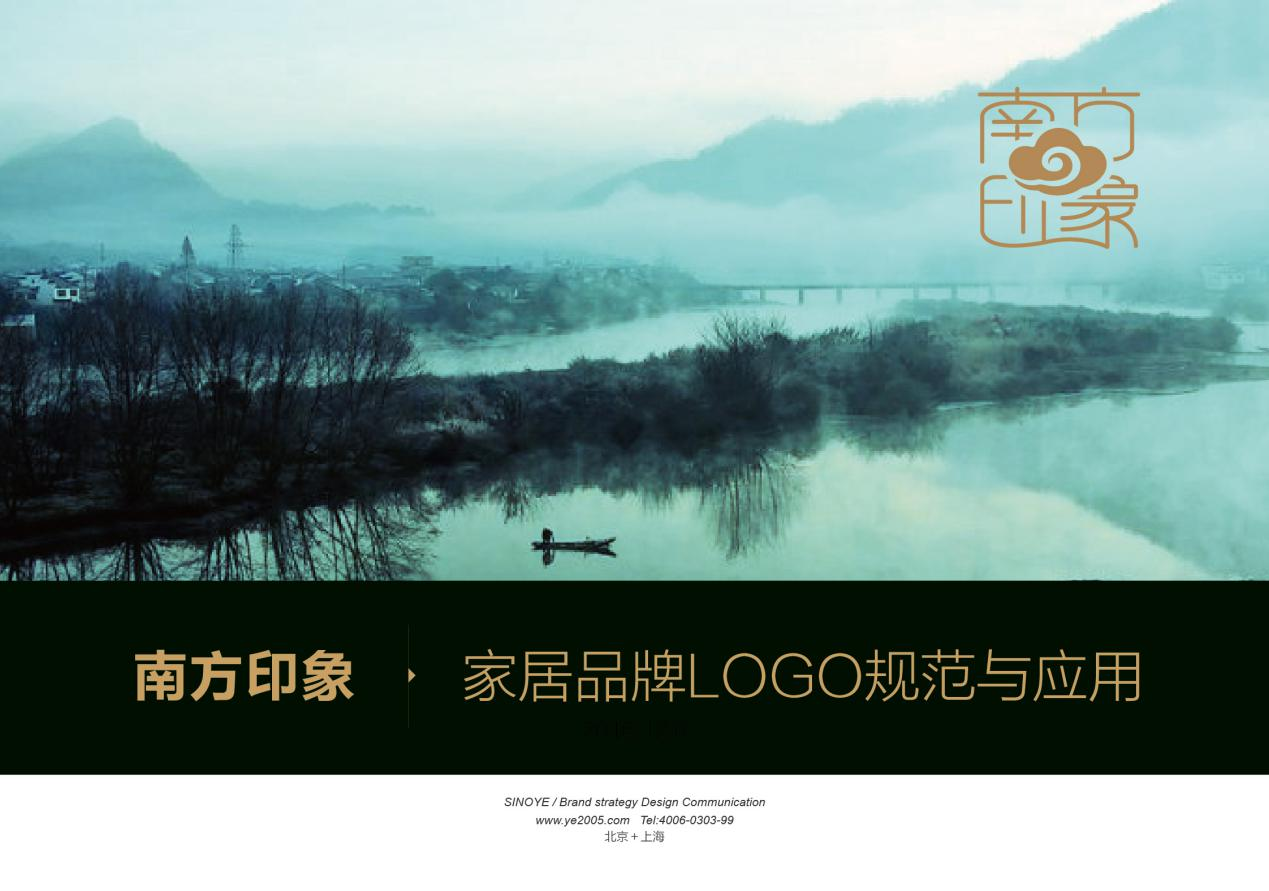 南方
印象
南方印象
家居品牌LOGO规范与应用
SINOYE / Brand strategy Design Communication
www.ye2005.com Tel:4006-0303-99
北京+上海